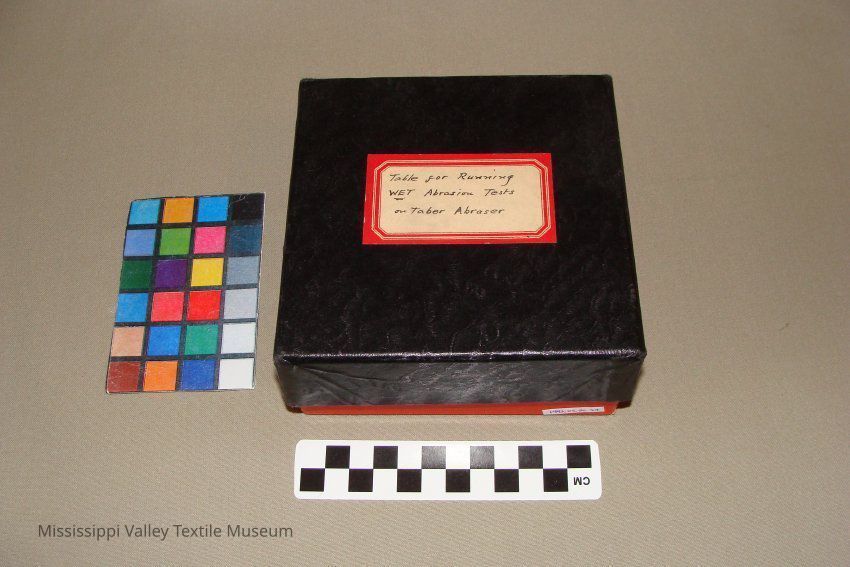 Table for Running
WET Abrasion Tests
on Taber Abraser
CM
Mississippi Valley Textile Museum